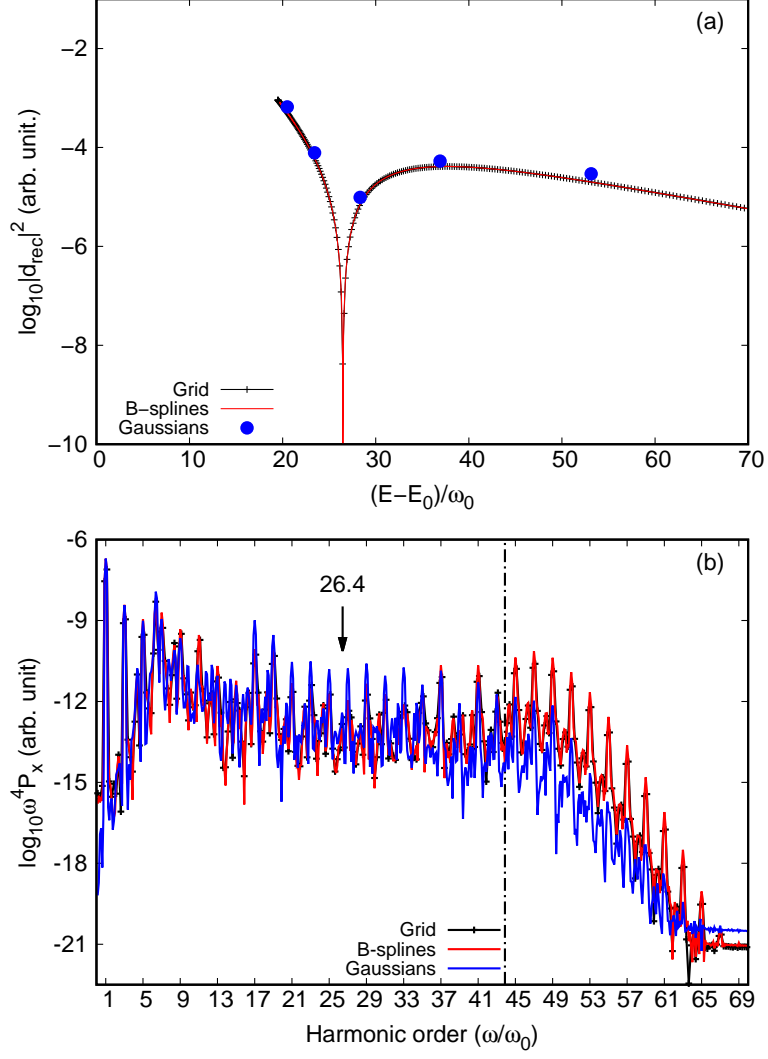 (a)
log10|drec|² (arb. unit.)
−2
−4
−6
−8
−10
Grid
B−splines
Gaussians
0 10 20 30 40 50 60 70
(E−E0)/ω0
(b)
log10ω⁴Px (arb. unit)
-6
-9
-12
-15
-18
-21
26.4
Grid
B-splines
Gaussians
1 5 9 13 17 21 25 29 33 37 41 45 49 53 57 61 65 69
Harmonic order (ω/ω0)